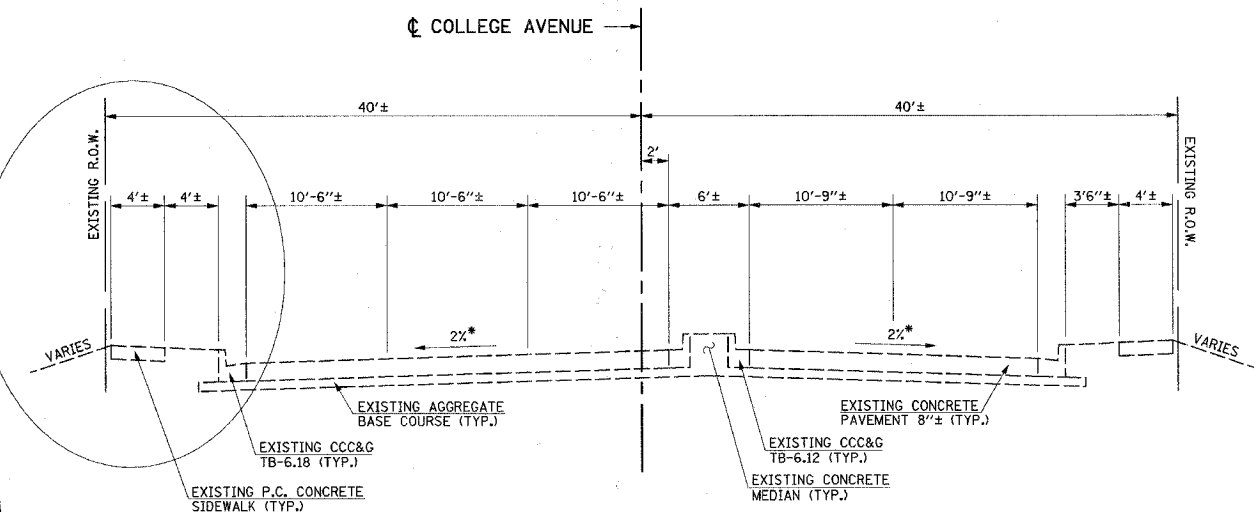 ℄ COLLEGE AVENUE
40'±
40'±
2'
EXISTING R.O.W.
EXISTING R.O.W.
4'±
4'±
10'-6"±
10'-6"±
10'-6"±
6'±
10'-9"±
10'-9"±
3'6"±
4'±
VARIES
2%*
2%*
VARIES
EXISTING AGGREGATE
BASE COURSE (TYP.)
EXISTING CONCRETE
PAVEMENT 8"± (TYP.)
EXISTING CCC&G
TB-6.18 (TYP.)
EXISTING CCC&G
TB-6.12 (TYP.)
EXISTING P.C. CONCRETE
SIDEWALK (TYP.)
EXISTING CONCRETE
MEDIAN (TYP.)